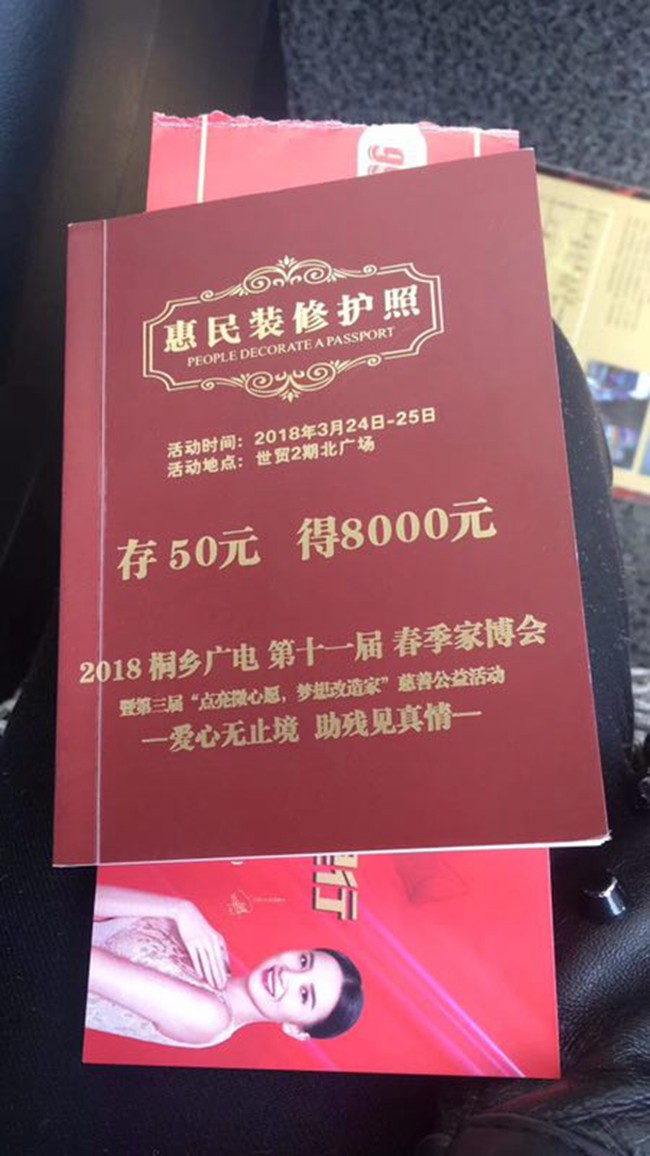 惠民装修护照
PEOPLE DECORATE A PASSPORT
活动时间：2018年3月24日-25日
活动地点：世贸2期北广场
存50元 得8000元
2018 桐乡广电 第十一届 春季家博会
暨第三届“点亮微心愿，梦想改造家”慈善公益活动
—爱心无止境 助残见真情—
行